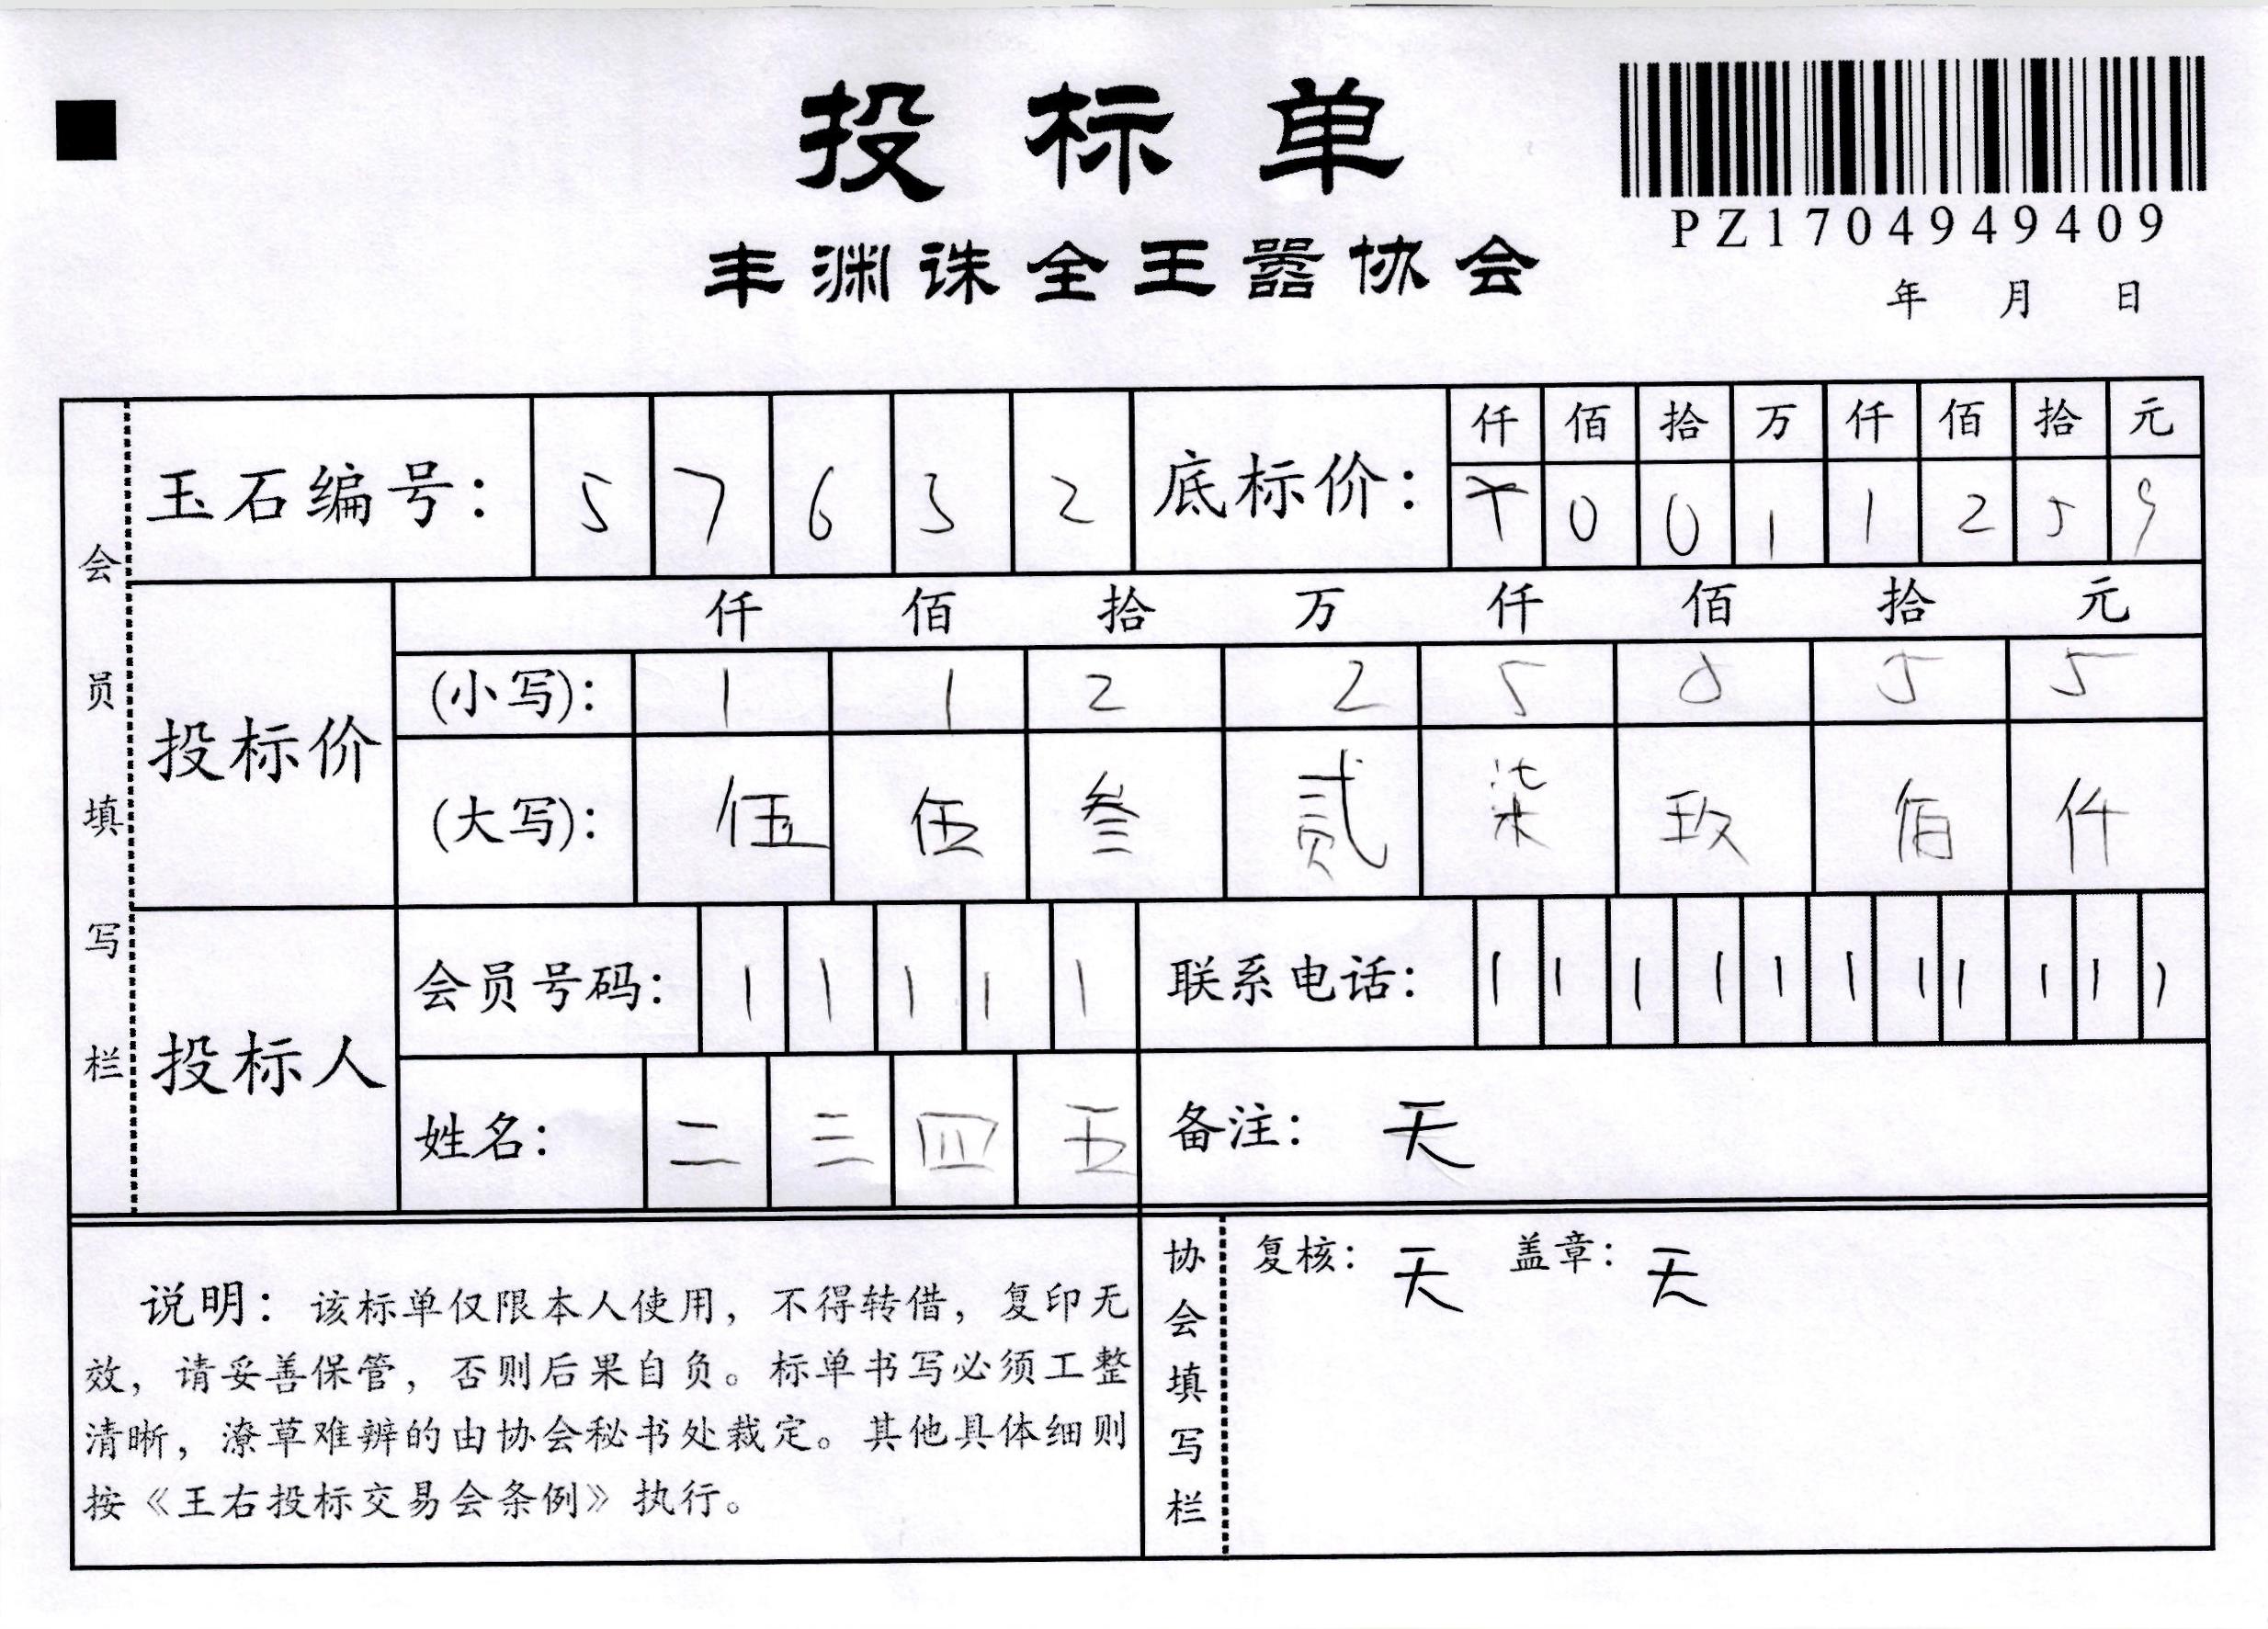 投标单
PZ1704949409
丰渊诛全王嚣协会
年 月 日
会员填写栏
玉石编号： 5 7 6 3 2
底标价： 仟 佰 拾 万 仟 佰 拾 元
0 0 1 1 2 5 9
投标价 仟 佰 拾 万 仟 佰 拾 元
(小写)： 1 1 2 2 5 0 5 5
(大写)： 伍 伍 叁 贰 柒 玖 佰 仟
投标人
会员号码： 1 1 1 1 1
联系电话： 1 1 1 1 1 1 1 1 1 1 1
姓名： 二 三 四 五
备注： 天
说明：该标单仅限本人使用，不得转借，复印无
效，请妥善保管，否则后果自负。标单书写必须工整
清晰，潦草难辨的由协会秘书处裁定。其他具体细则
按《王右投标交易会条例》执行。
协会填写栏
复核： 天 盖章： 天